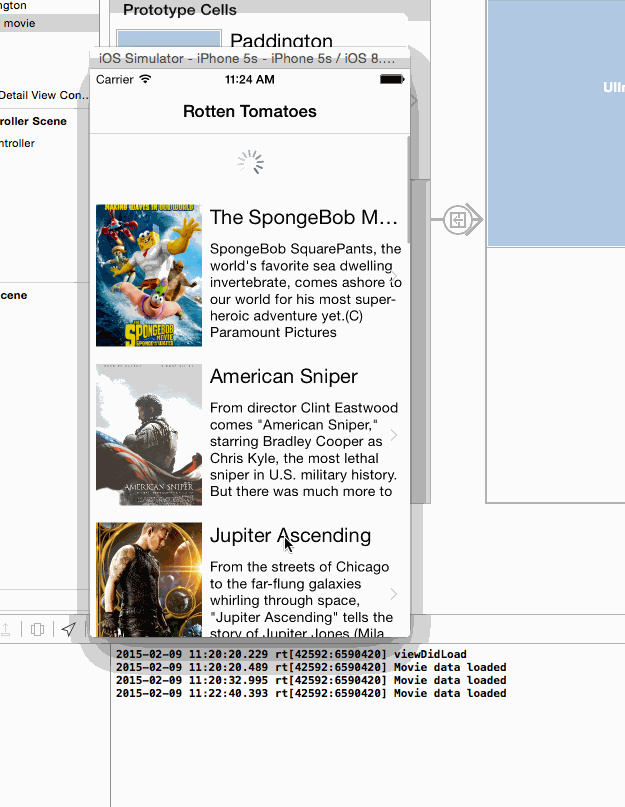 ngton
Prototype Cells
movie
Paddington
iOS Simulator - iPhone 5s - iPhone 5s / iOS 8....
Carrier 11:24 AM
Detail View Con...
Rotten Tomatoes
roller Scene
ntroller
cene
The SpongeBob M...
SpongeBob SquarePants, the
world's favorite sea dwelling
invertebrate, comes ashore to
our world for his most super-
heroic adventure yet.(C)
Paramount Pictures
SPONGEBOB
MOVIE
American Sniper
From director Clint Eastwood
comes "American Sniper,"
starring Bradley Cooper as
Chris Kyle, the most lethal
sniper in U.S. military history.
But there was much more to
AMERICAN SNIPER
Jupiter Ascending
From the streets of Chicago
to the far-flung galaxies
whirling through space,
"Jupiter Ascending" tells the
story of Jupiter Jones (Mila
2015-02-09 11:20:20.229 rt[42592:6590420] viewDidLoad
2015-02-09 11:20:20.489 rt[42592:6590420] Movie data loaded
2015-02-09 11:20:32.995 rt[42592:6590420] Movie data loaded
2015-02-09 11:22:40.393 rt[42592:6590420] Movie data loaded